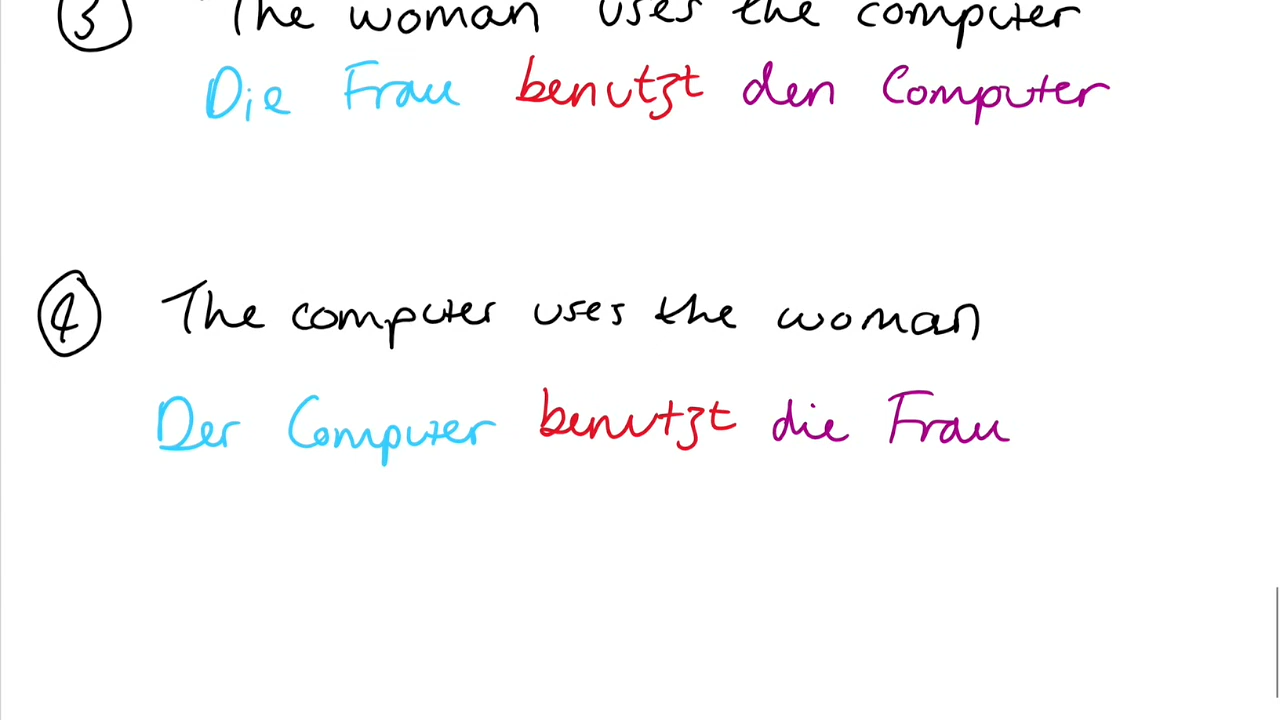 ③ The woman uses the computer
Die Frau benutzt den Computer
④ The computer uses the woman
Der Computer benutzt die Frau